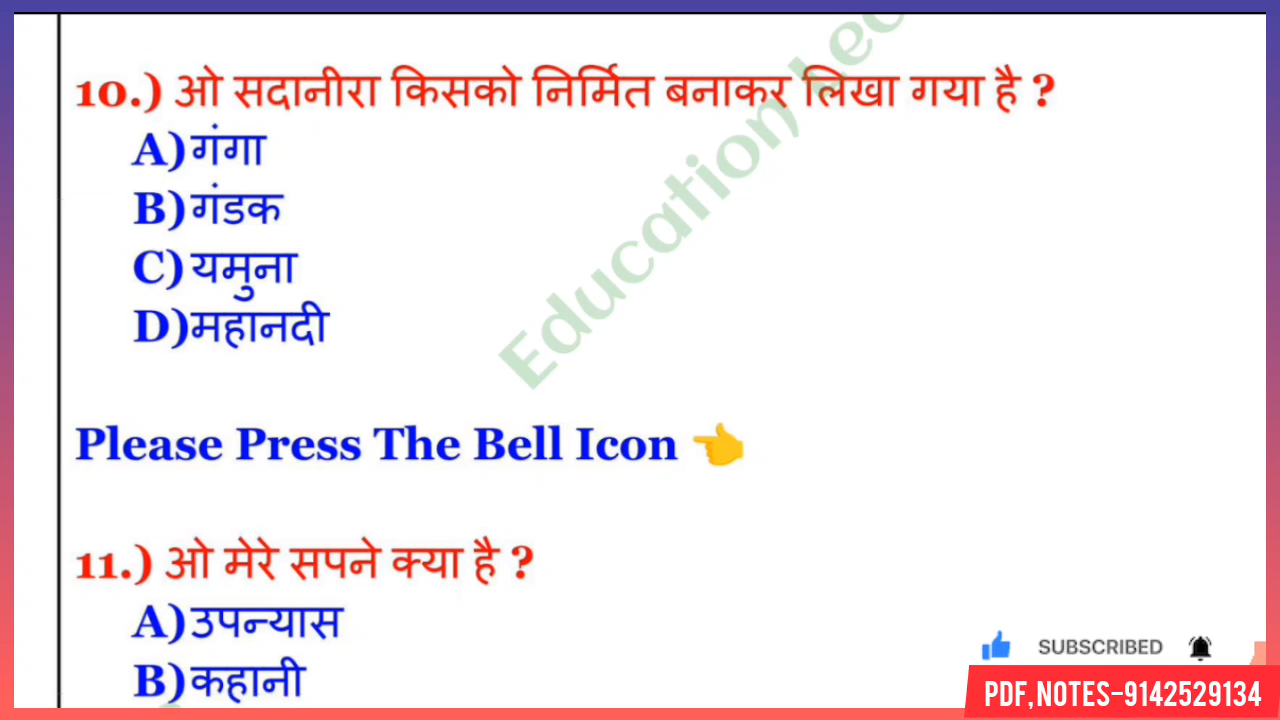 10.) ओ सदानीरा किसको निर्मित बनाकर लिखा गया है ?
A)गंगा
B)गंडक
C)यमुना
D)महानदी
Education Lec
Please Press The Bell Icon 👈
11.) ओ मेरे सपने क्या है ?
A)उपन्यास
B)कहानी
SUBSCRIBED
PDF,NOTES-9142529134